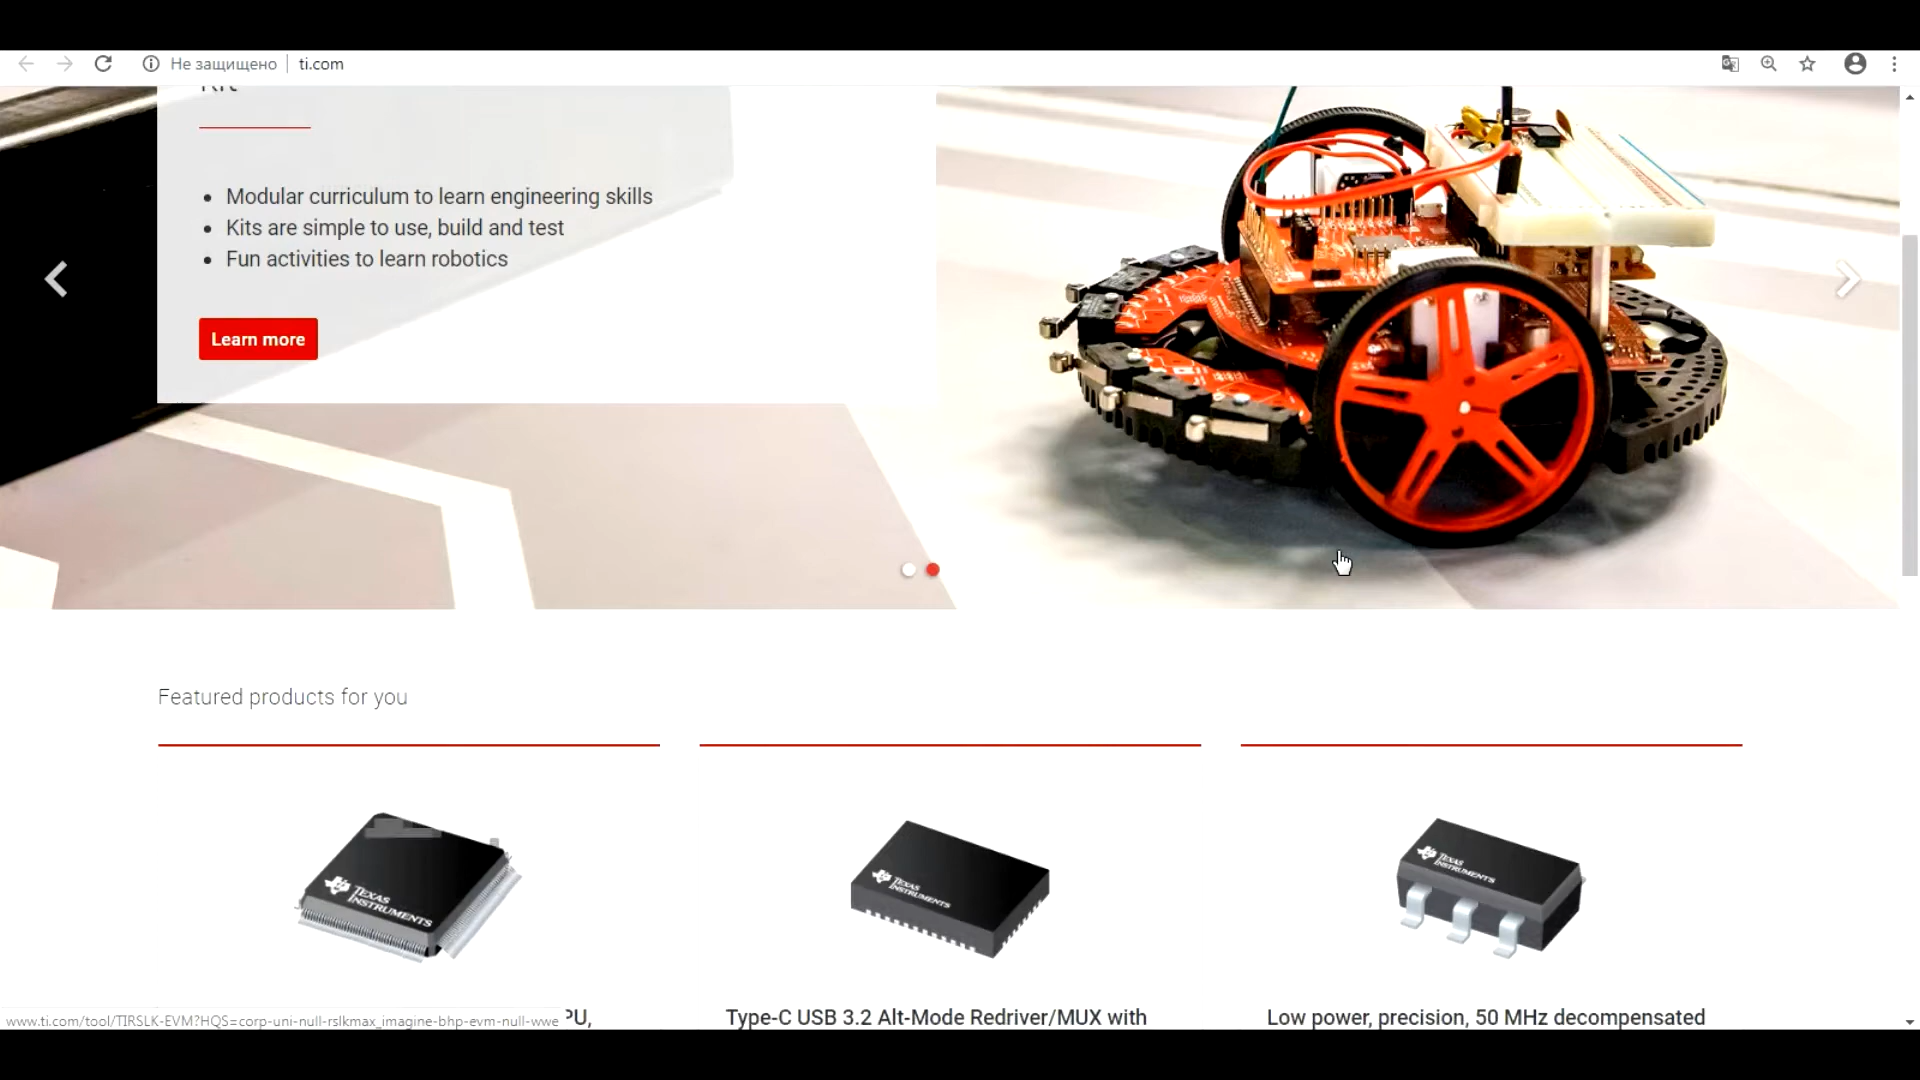 Не защищено
ti.com
Modular curriculum to learn engineering skills
Kits are simple to use, build and test
Fun activities to learn robotics
Learn more
Featured products for you
TEXAS
INSTRUMENTS
TEXAS
INSTRUMENTS
TEXAS
INSTRUMENTS
www.ti.com/tool/TIRSLK-EVM?HQS=corp-uni-null-rslkmax_imagine-bhp-evm-null-wwe
PU,
Type-C USB 3.2 Alt-Mode Redriver/MUX with
Low power, precision, 50 MHz decompensated